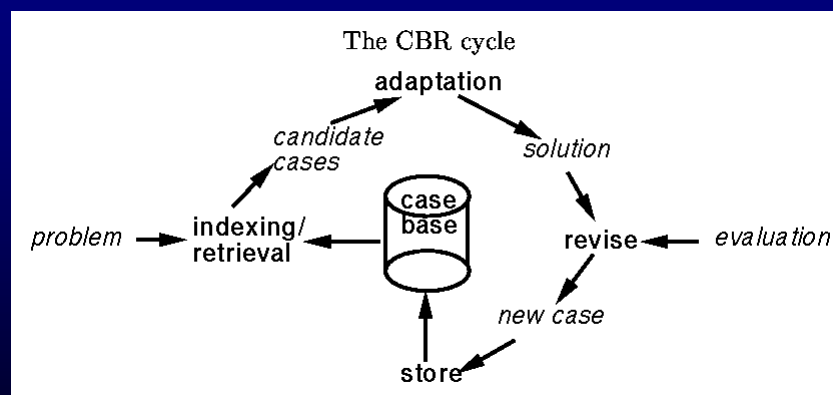 The CBR cycle
adaptation
candidate
cases
solution
case
base
problem
indexing/
retrieval
revise
evaluation
new case
store